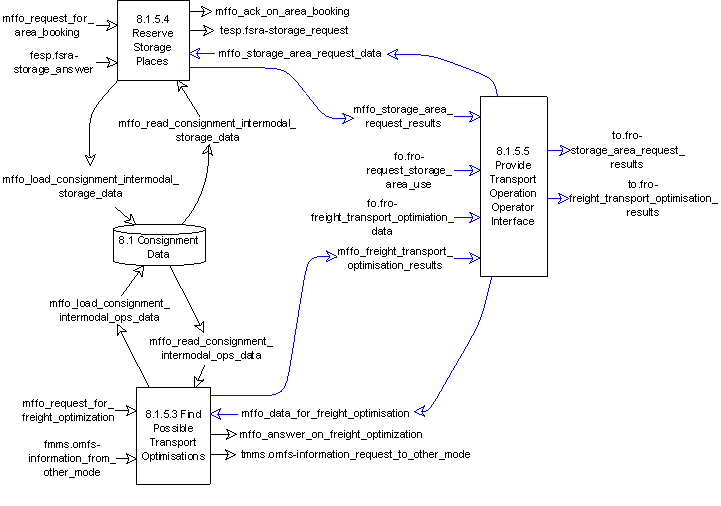 mffo_request_for_
area_booking
fesp.fsra-
storage_answer
8.1.5.4
Reserve
Storage
Places
mffo_ack_on_area_booking
tesp.fsra-storage_request
mffo_storage_area_request_data
mffo_storage_area_
request_results
mffo_read_consignment_intermodal_
storage_data
mffo_load_consignment_intermodal_
storage_data
8.1.5.5
Provide
Transport
Operation
Operator
Interface
fo.fro-
request_storage_
area_use
fo.fro-
freight_transport_optimiation_
data
mffo_freight_transport_
optimisation_results
to.fro-
storage_area_request_
results
to.fro-
freight_transport_optimisation_
results
8.1 Consignment
Data
mffo_load_consignment_
intermodal_ops_data
mffo_read_consignment_
intermodal_ops_data
mffo_request_for_
freight_optimization
fmms.omfs-
information_from_
other_mode
8.1.5.3 Find
Possible
Transport
Optimisations
mffo_data_for_freight_optimisation
mffo_answer_on_freight_optimization
tmms.omfs-information_request_to_other_mode